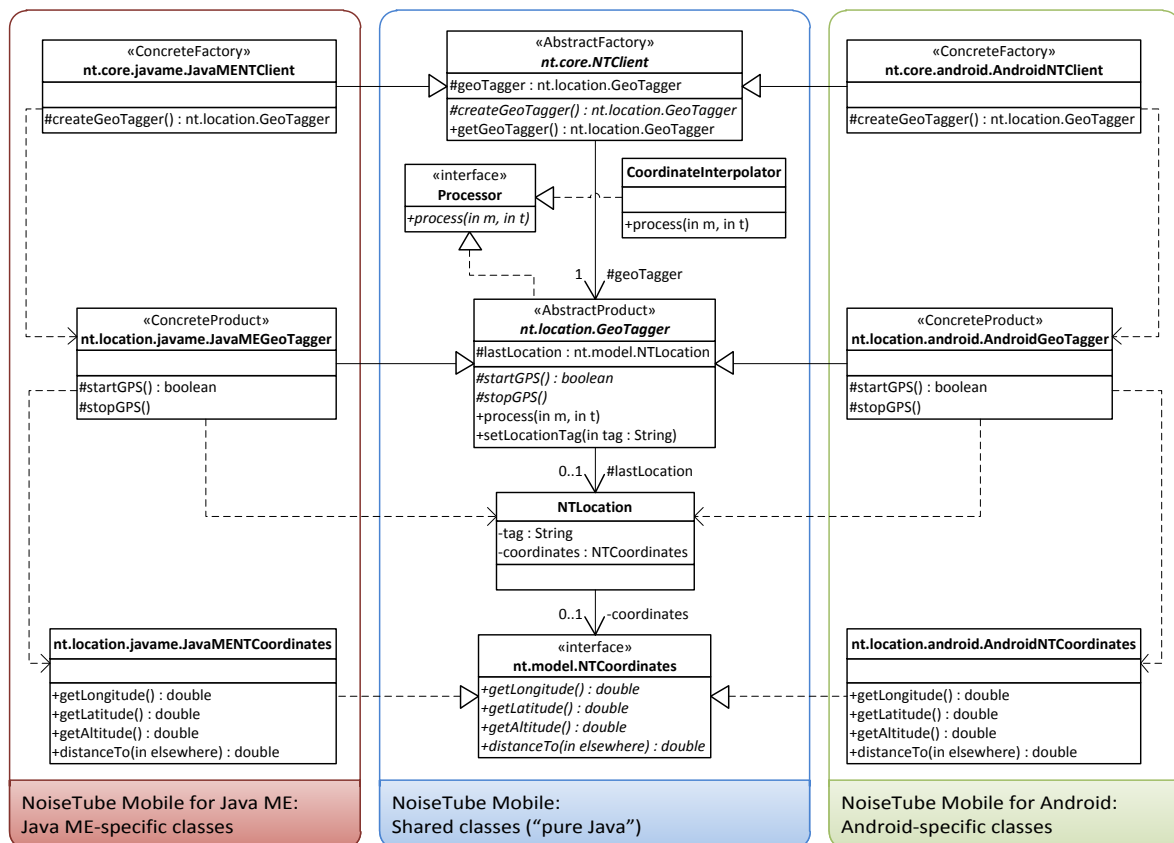 «ConcreteFactory»
nt.core.javame.JavaMENTClient
#createGeoTagger() : nt.location.GeoTagger
«AbstractFactory»
nt.core.NTClient
#geoTagger : nt.location.GeoTagger
#createGeoTagger() : nt.location.GeoTagger
+getGeoTagger() : nt.location.GeoTagger
«ConcreteFactory»
nt.core.android.AndroidNTClient
#createGeoTagger() : nt.location.GeoTagger
«interface»
Processor
+process(in m, in t)
CoordinateInterpolator
+process(in m, in t)
1
#geoTagger
«ConcreteProduct»
nt.location.javame.JavaMEGeoTagger
#startGPS() : boolean
#stopGPS()
«AbstractProduct»
nt.location.GeoTagger
#lastLocation : nt.model.NTLocation
#startGPS() : boolean
#stopGPS()
+process(in m, in t)
+setLocationTag(in tag : String)
«ConcreteProduct»
nt.location.android.AndroidGeoTagger
#startGPS() : boolean
#stopGPS()
0..1
#lastLocation
NTLocation
-tag : String
-coordinates : NTCoordinates
0..1
-coordinates
nt.location.javame.JavaMENTCoordinates
+getLongitude() : double
+getLatitude() : double
+getAltitude() : double
+distanceTo(in elsewhere) : double
«interface»
nt.model.NTCoordinates
+getLongitude() : double
+getLatitude() : double
+getAltitude() : double
+distanceTo(in elsewhere) : double
nt.location.android.AndroidNTCoordinates
+getLongitude() : double
+getLatitude() : double
+getAltitude() : double
+distanceTo(in elsewhere) : double
NoiseTube Mobile for Java ME:
Java ME-specific classes
NoiseTube Mobile:
Shared classes (“pure Java”)
NoiseTube Mobile for Android:
Android-specific classes